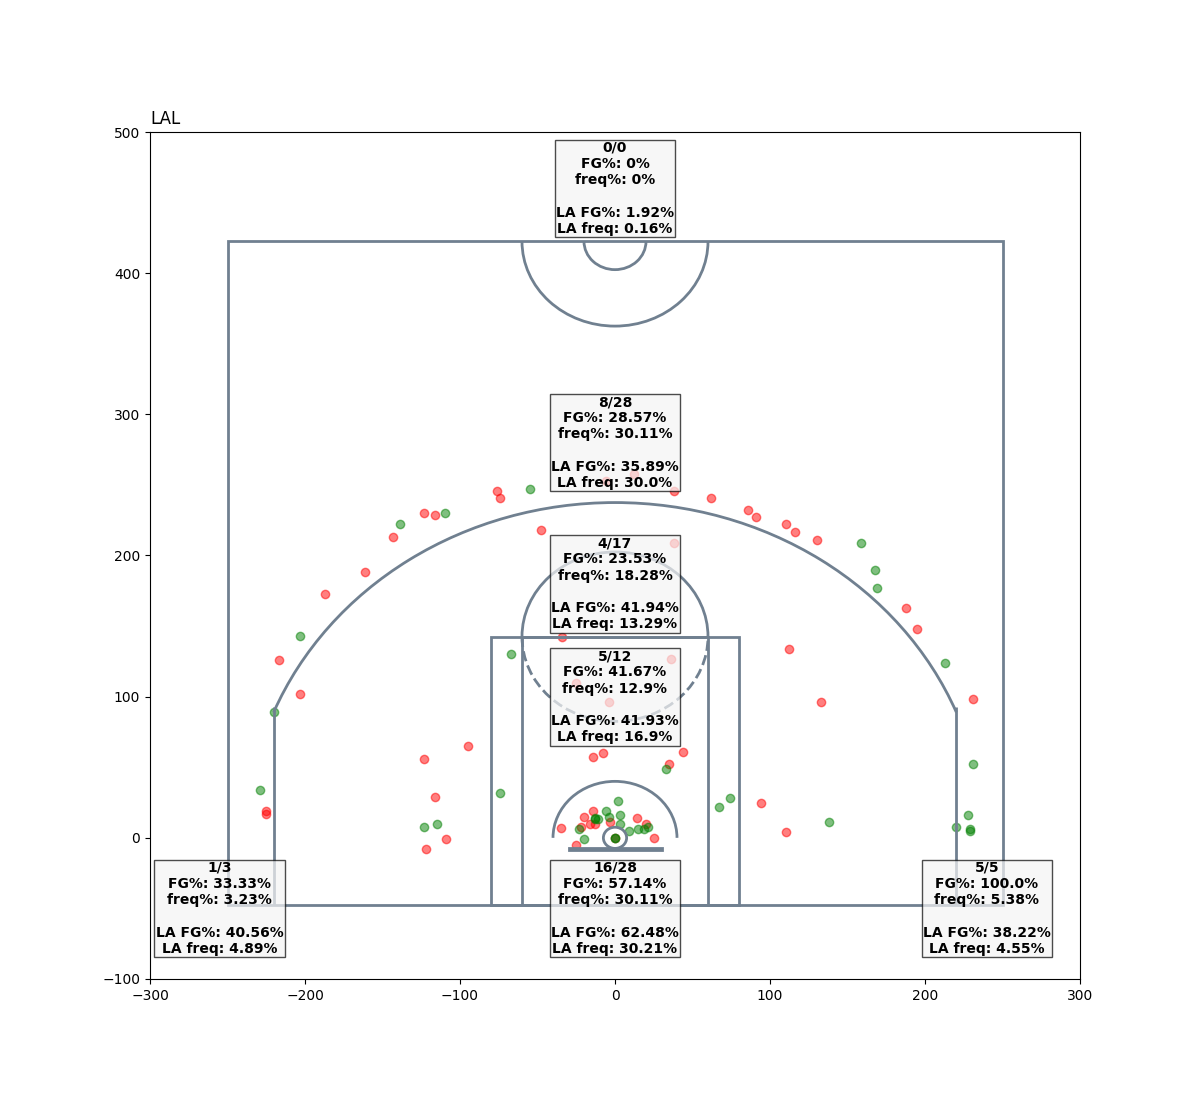 LAL
500
0/0
FG%: 0%
freq%: 0%
LA FG%: 1.92%
LA freq: 0.16%
400
300
8/28
FG%: 28.57%
freq%: 30.11%
LA FG%: 35.89%
LA freq: 30.0%
200
4/17
FG%: 23.53%
freq%: 18.28%
LA FG%: 41.94%
LA freq: 13.29%
100
5/12
FG%: 41.67%
freq%: 12.9%
LA FG%: 41.93%
LA freq: 16.9%
0
1/3
FG%: 33.33%
freq%: 3.23%
LA FG%: 40.56%
LA freq: 4.89%
16/28
FG%: 57.14%
freq%: 30.11%
LA FG%: 62.48%
LA freq: 30.21%
5/5
FG%: 100.0%
freq%: 5.38%
LA FG%: 38.22%
LA freq: 4.55%
−100
−300 −200 −100 0 100 200 300